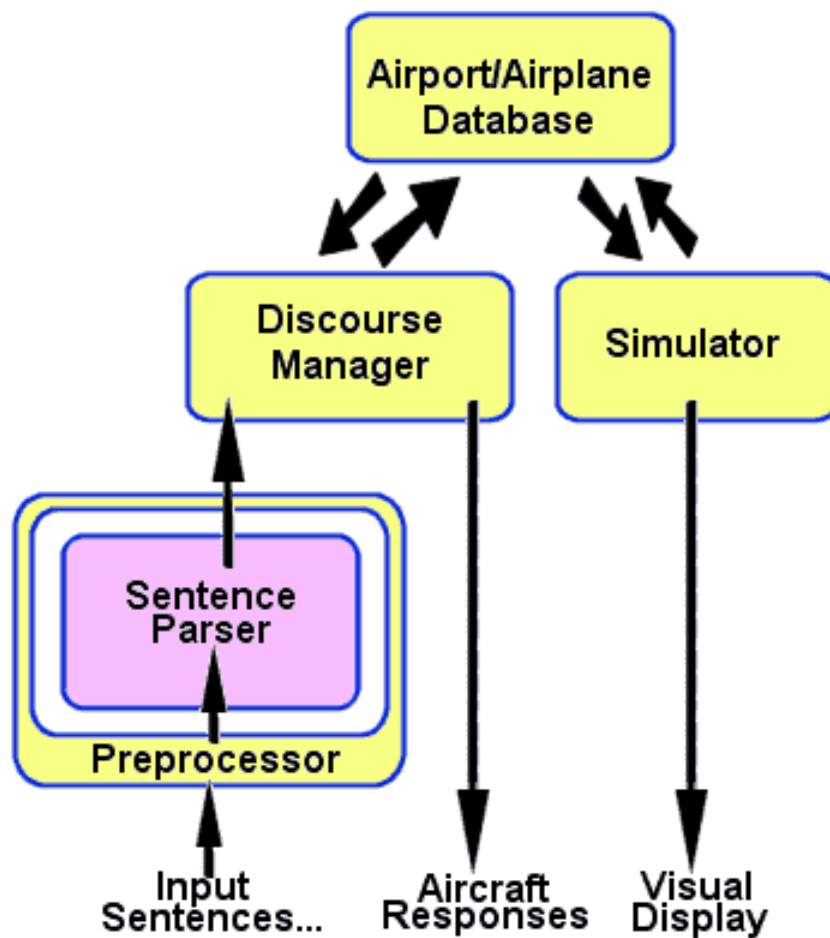 Airport/Airplane
Database
Discourse
Manager
Simulator
Sentence
Parser
Preprocessor
Input
Sentences...
Aircraft
Responses
Visual
Display